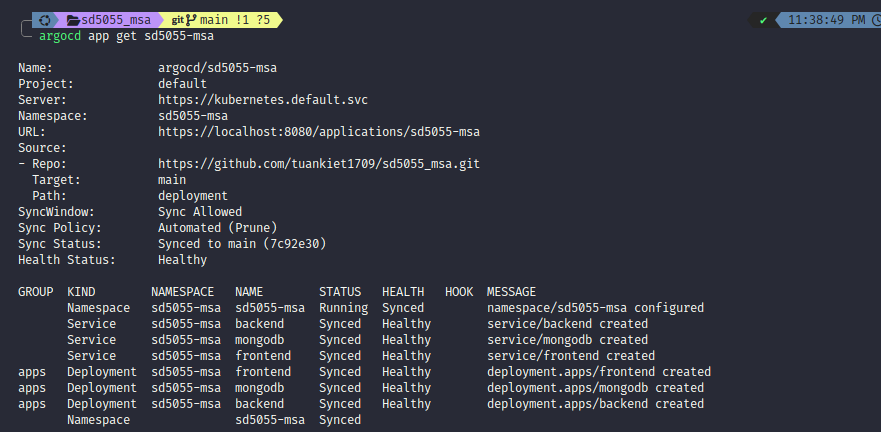 sd5055_msa git main !1 ?5 ✔ 11:38:49 PM
argocd app get sd5055-msa
Name: argocd/sd5055-msa
Project: default
Server: https://kubernetes.default.svc
Namespace: sd5055-msa
URL: https://localhost:8080/applications/sd5055-msa
Source:
- Repo: https://github.com/tuankiet1709/sd5055_msa.git
Target: main
Path: deployment
SyncWindow: Sync Allowed
Sync Policy: Automated (Prune)
Sync Status: Synced to main (7c92e30)
Health Status: Healthy
GROUP KIND NAMESPACE NAME STATUS HEALTH HOOK MESSAGE
Namespace sd5055-msa sd5055-msa Running Synced namespace/sd5055-msa configured
Service sd5055-msa backend Synced Healthy service/backend created
Service sd5055-msa mongodb Synced Healthy service/mongodb created
Service sd5055-msa frontend Synced Healthy service/frontend created
apps Deployment sd5055-msa frontend Synced Healthy deployment.apps/frontend created
apps Deployment sd5055-msa mongodb Synced Healthy deployment.apps/mongodb created
apps Deployment sd5055-msa backend Synced Healthy deployment.apps/backend created
Namespace sd5055-msa Synced